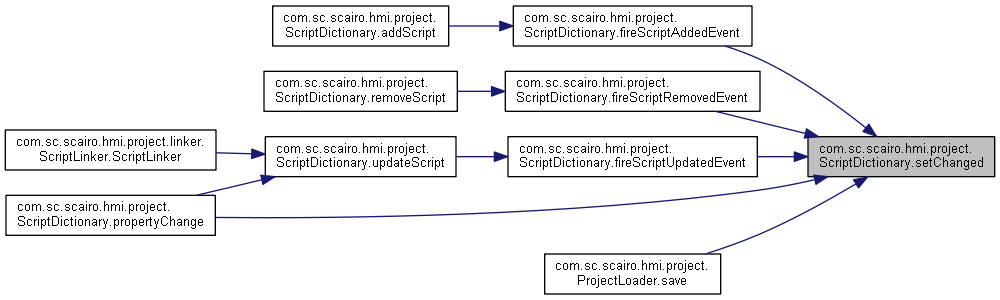 com.sc.scairo.hmi.project.
ScriptDictionary.addScript
com.sc.scairo.hmi.project.
ScriptDictionary.fireScriptAddedEvent
com.sc.scairo.hmi.project.
ScriptDictionary.removeScript
com.sc.scairo.hmi.project.
ScriptDictionary.fireScriptRemovedEvent
com.sc.scairo.hmi.project.linker.
ScriptLinker.ScriptLinker
com.sc.scairo.hmi.project.
ScriptDictionary.updateScript
com.sc.scairo.hmi.project.
ScriptDictionary.fireScriptUpdatedEvent
com.sc.scairo.hmi.project.
ScriptDictionary.setChanged
com.sc.scairo.hmi.project.
ScriptDictionary.propertyChange
com.sc.scairo.hmi.project.
ProjectLoader.save